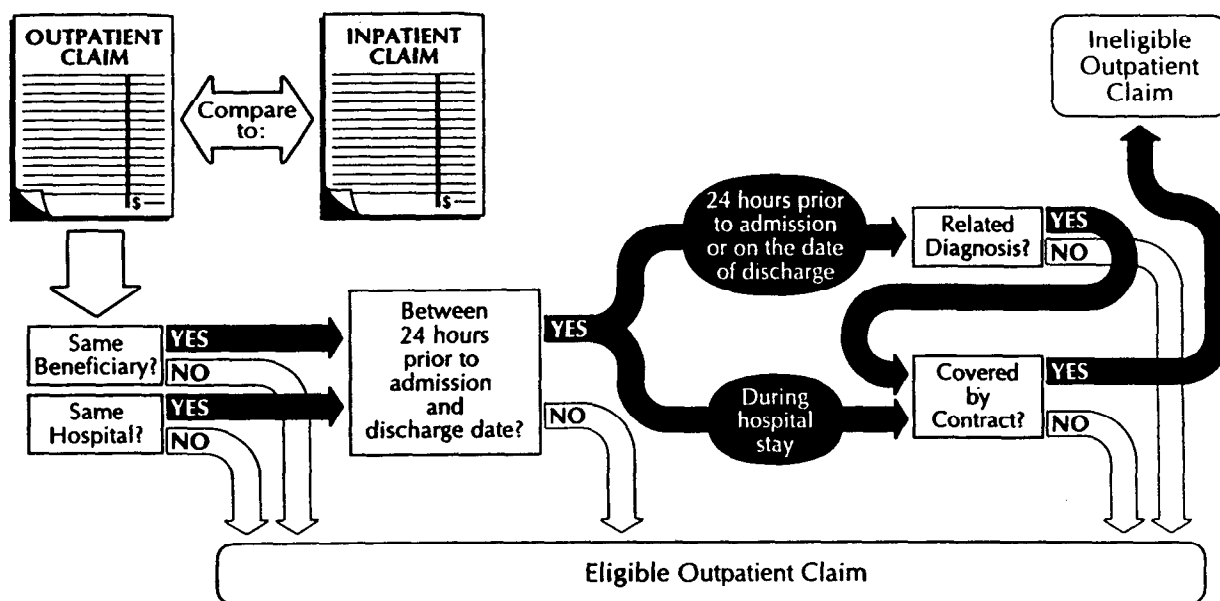 OUTPATIENT
CLAIM
$
Compare
to:
INPATIENT
CLAIM
$
Ineligible
Outpatient
Claim
Same
Beneficiary?
YES
NO
Same
Hospital?
YES
NO
Between
24 hours
prior to
admission
and
discharge date?
YES
NO
24 hours prior
to admission
or on the date
of discharge
Related
Diagnosis?
YES
NO
During
hospital
stay
Covered
by
Contract?
YES
NO
Eligible Outpatient Claim